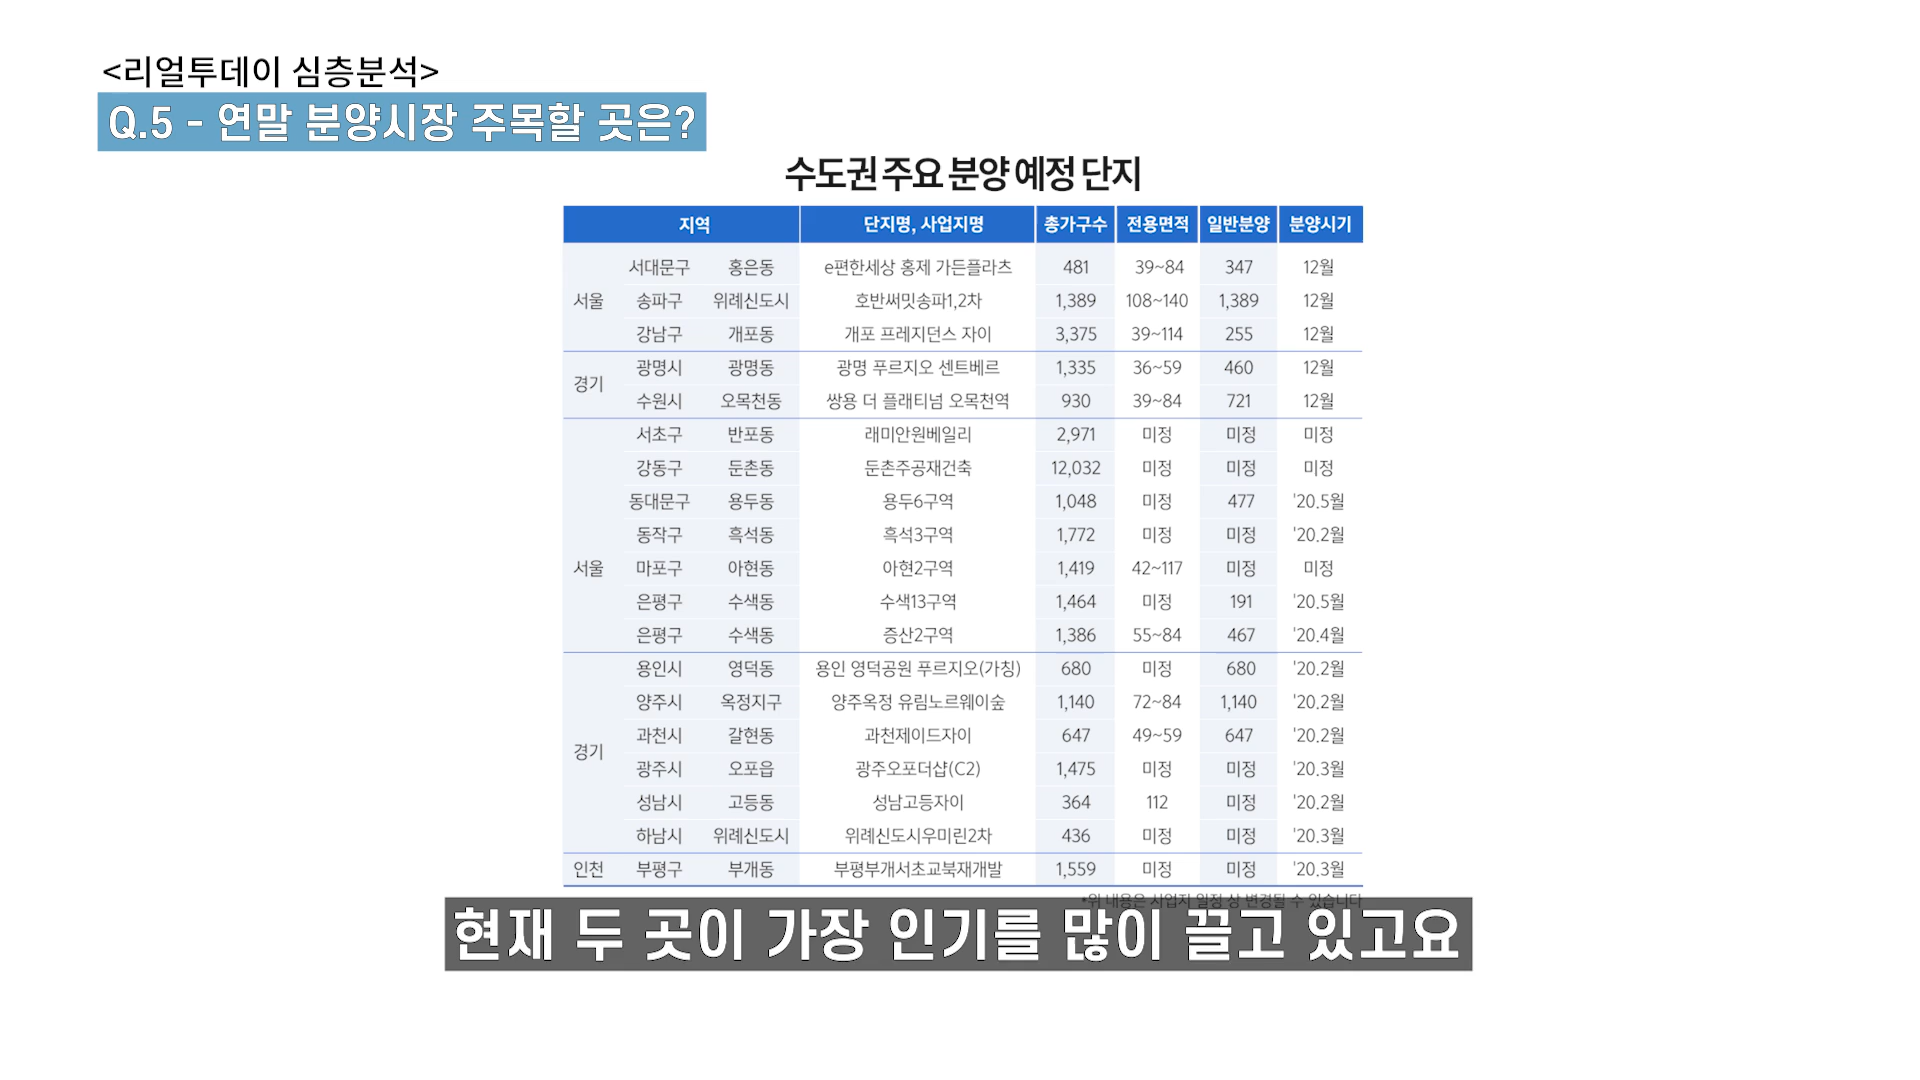 <리얼투데이 심층분석>
Q.5 - 연말 분양시장 주목할 곳은?
수도권 주요 분양 예정 단지
지역 단지명, 사업지명 총가구수 전용면적 일반분양 분양시기
서대문구 홍은동 e편한세상 홍제 가든플라츠 481 39~84 347 12월
서울 송파구 위례신도시 호반써밋송파1,2차 1,389 108~140 1,389 12월
강남구 개포동 개포 프레지던스 자이 3,375 39~114 255 12월
경기 광명시 광명동 광명 푸르지오 센트베르 1,335 36~59 460 12월
수원시 오목천동 쌍용 더 플래티넘 오목천역 930 39~84 721 12월
서초구 반포동 래미안원베일리 2,971 미정 미정 미정
강동구 둔촌동 둔촌주공재건축 12,032 미정 미정 미정
동대문구 용두동 용두6구역 1,048 미정 477 '20.5월
동작구 흑석동 흑석3구역 1,772 미정 미정 '20.2월
서울 마포구 아현동 아현2구역 1,419 42~117 미정 미정
은평구 수색동 수색13구역 1,464 미정 191 '20.5월
은평구 수색동 증산2구역 1,386 55~84 467 '20.4월
용인시 영덕동 용인 영덕공원 푸르지오(가칭) 680 미정 680 '20.2월
양주시 옥정지구 양주옥정 유림노르웨이숲 1,140 72~84 1,140 '20.2월
경기 과천시 갈현동 과천제이드자이 647 49~59 647 '20.2월
광주시 오포읍 광주오포더샵(C2) 1,475 미정 미정 '20.3월
성남시 고등동 성남고등자이 364 112 미정 '20.2월
하남시 위례신도시 위례신도시우미린2차 436 미정 미정 '20.3월
인천 부평구 부개동 부평부개서초교북재개발 1,559 미정 미정 '20.3월
*위 내용은 사업지 일정 상 변경될 수 있습니다
현재 두 곳이 가장 인기를 많이 끌고 있고요